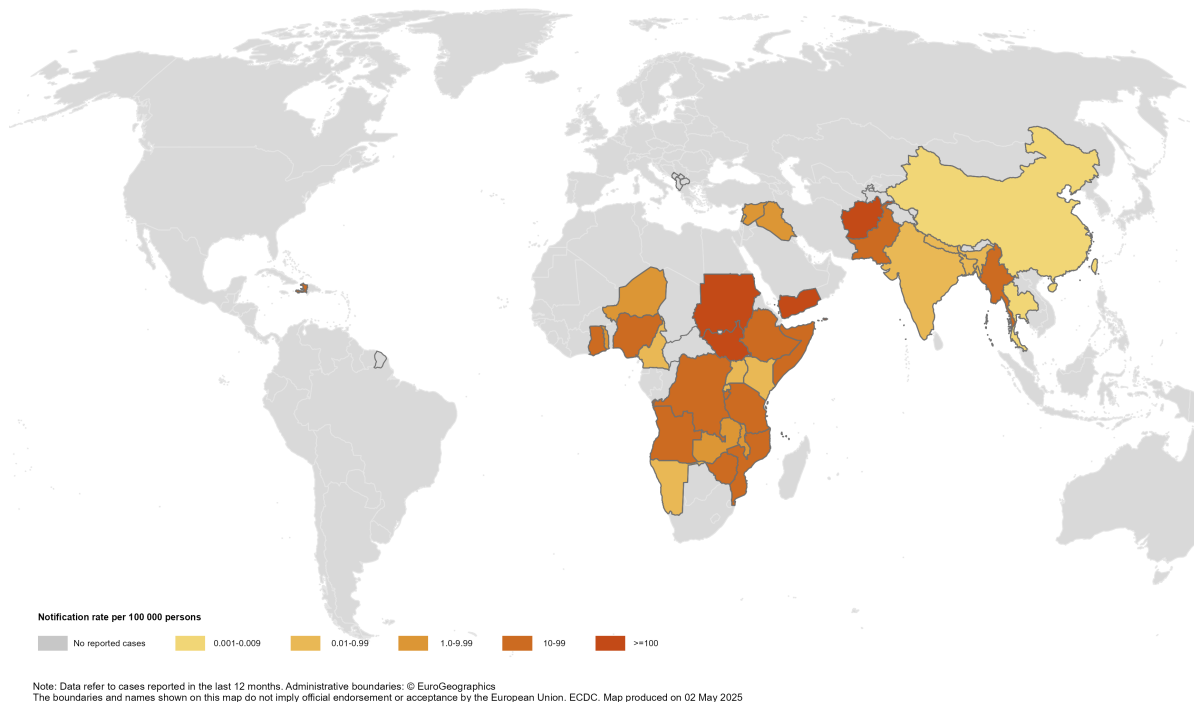 Notification rate per 100 000 persons
No reported cases 0.001-0.009 0.01-0.99 1.0-9.99 10-99 >=100
Note: Data refer to cases reported in the last 12 months. Administrative boundaries: © EuroGeographics
The boundaries and names shown on this map do not imply official endorsement or acceptance by the European Union. ECDC. Map produced on 02 May 2025